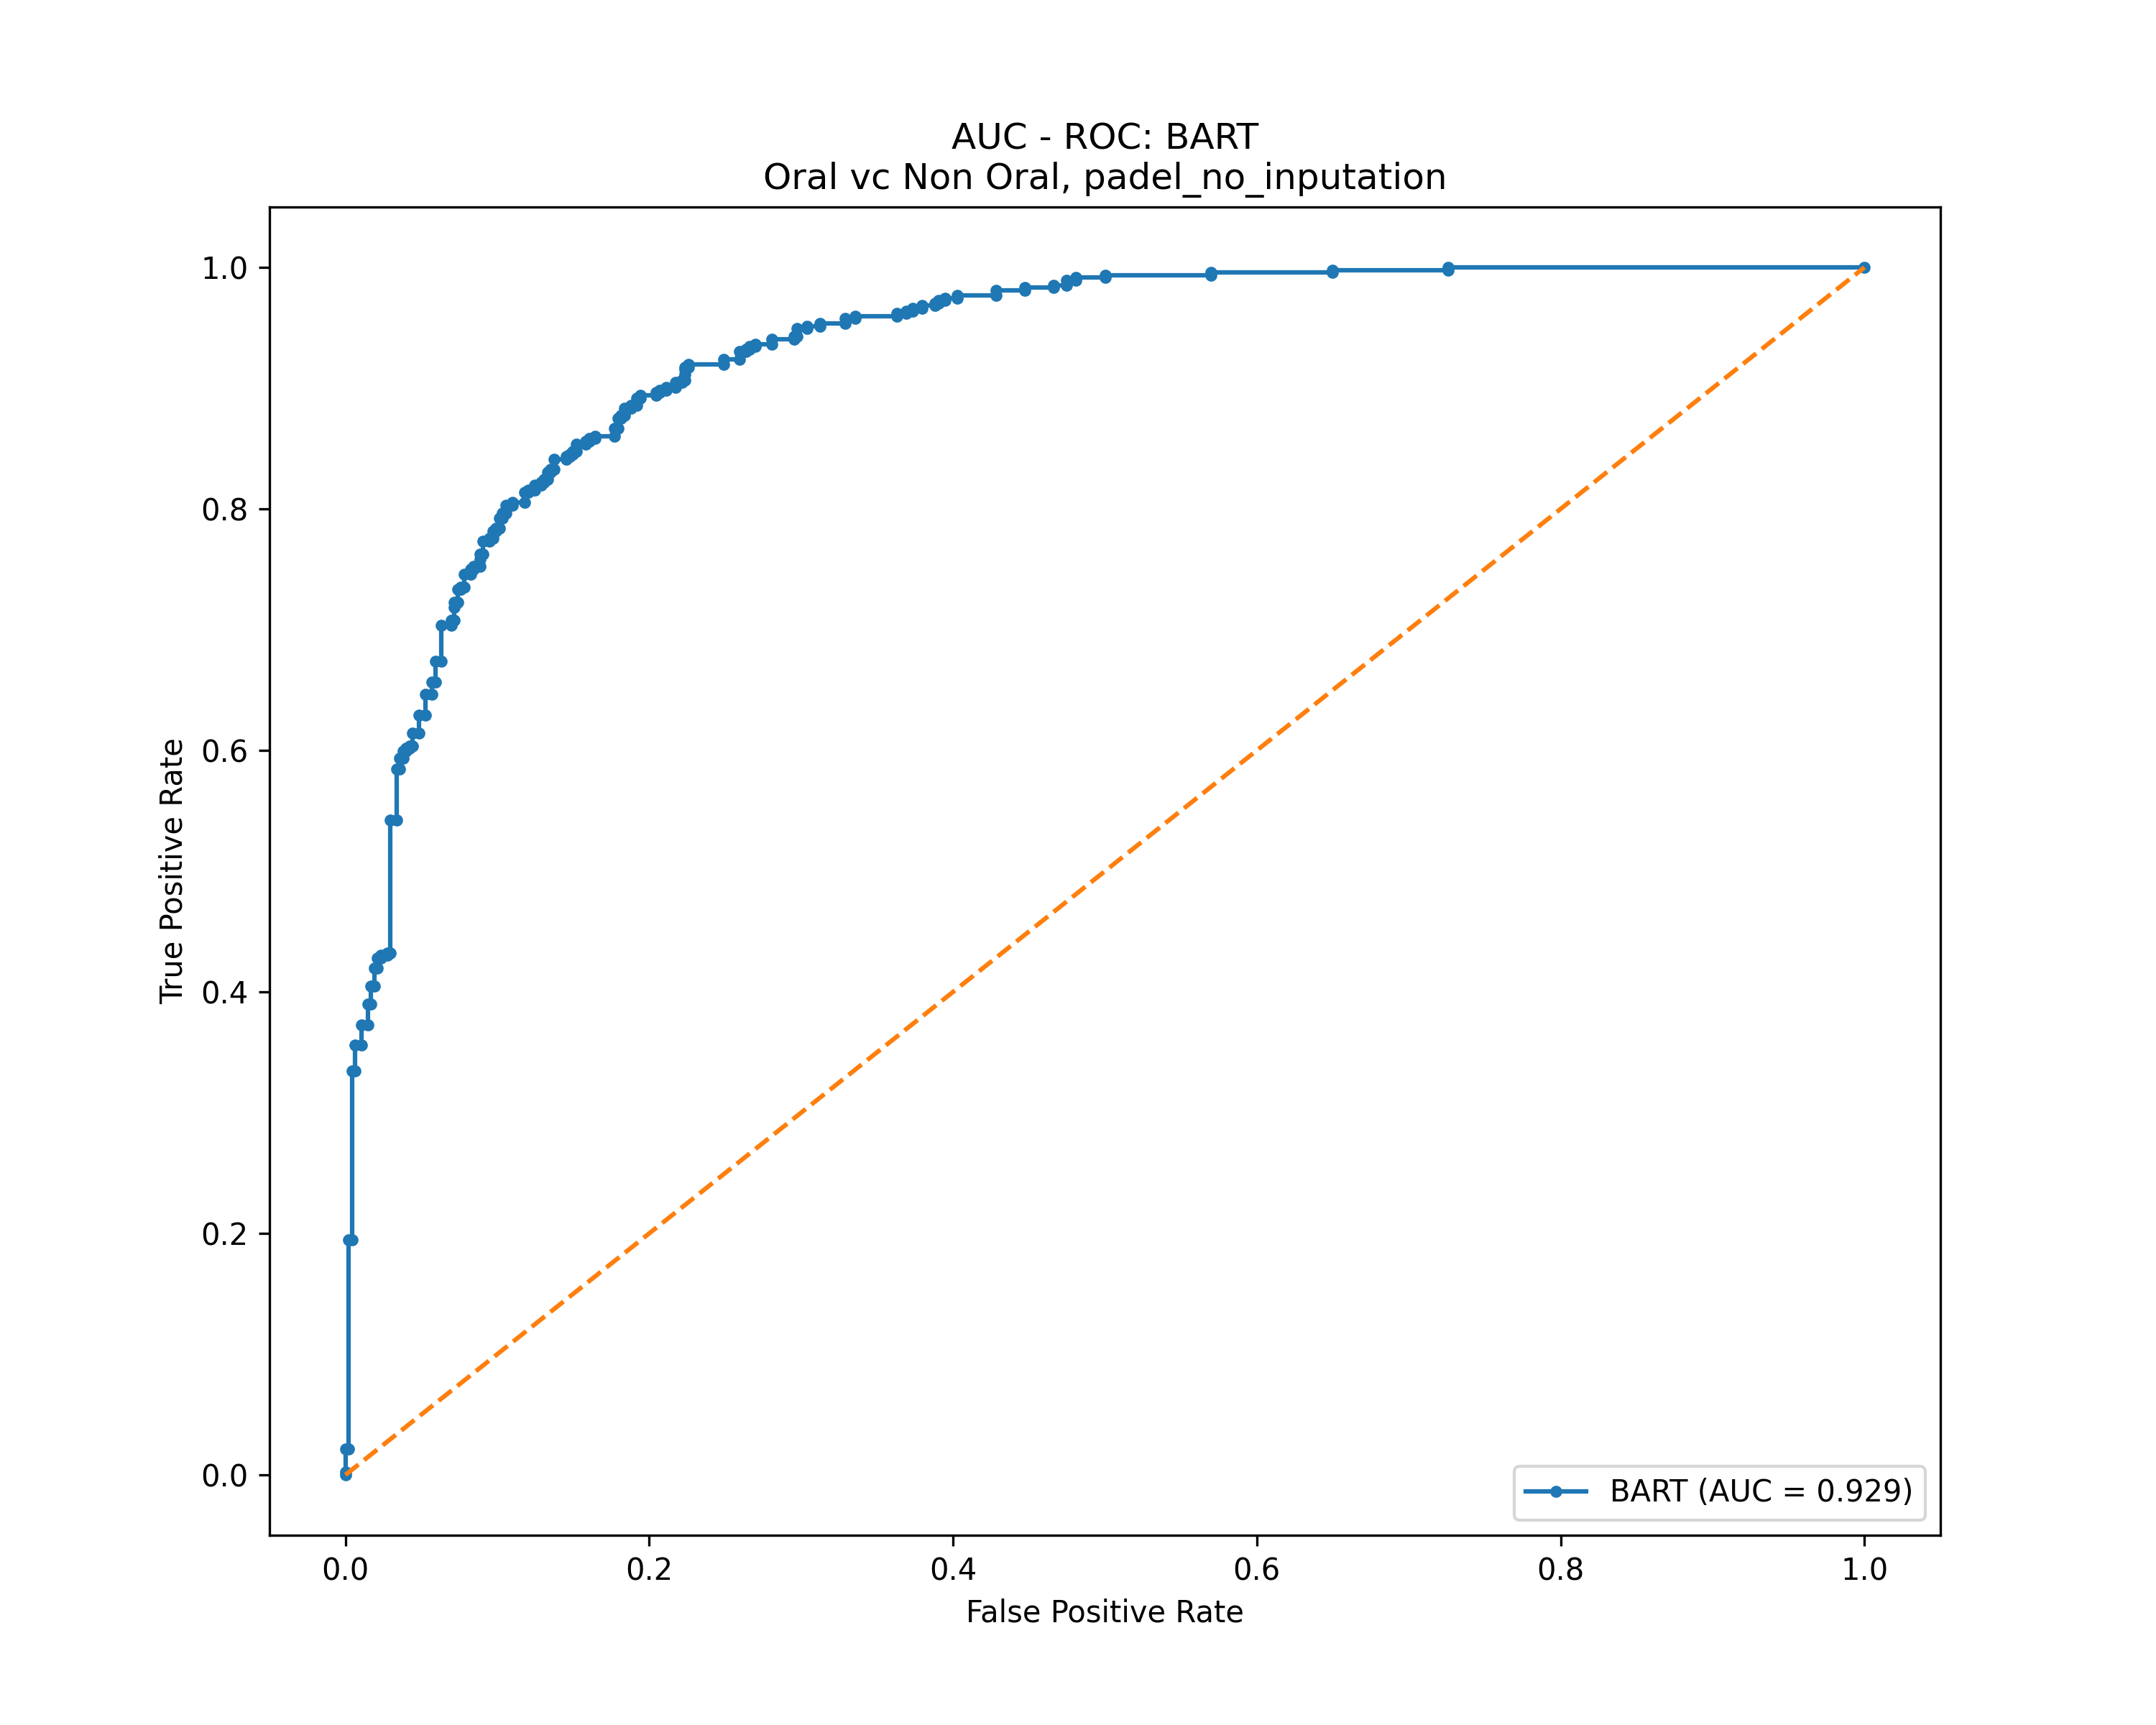 AUC - ROC: BART
Oral vc Non Oral, padel_no_inputation
True Positive Rate
1.0
0.8
0.6
0.4
0.2
0.0
BART (AUC = 0.929)
0.0 0.2 0.4 0.6 0.8 1.0
False Positive Rate